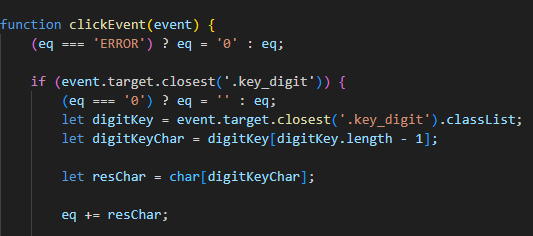 function clickEvent(event) {
(eq === 'ERROR') ? eq = '0' : eq;
if (event.target.closest('.key_digit')) {
(eq === '0') ? eq = '' : eq;
let digitKey = event.target.closest('.key_digit').classList;
let digitKeyChar = digitKey[digitKey.length - 1];
let resChar = char[digitKeyChar];
eq += resChar;